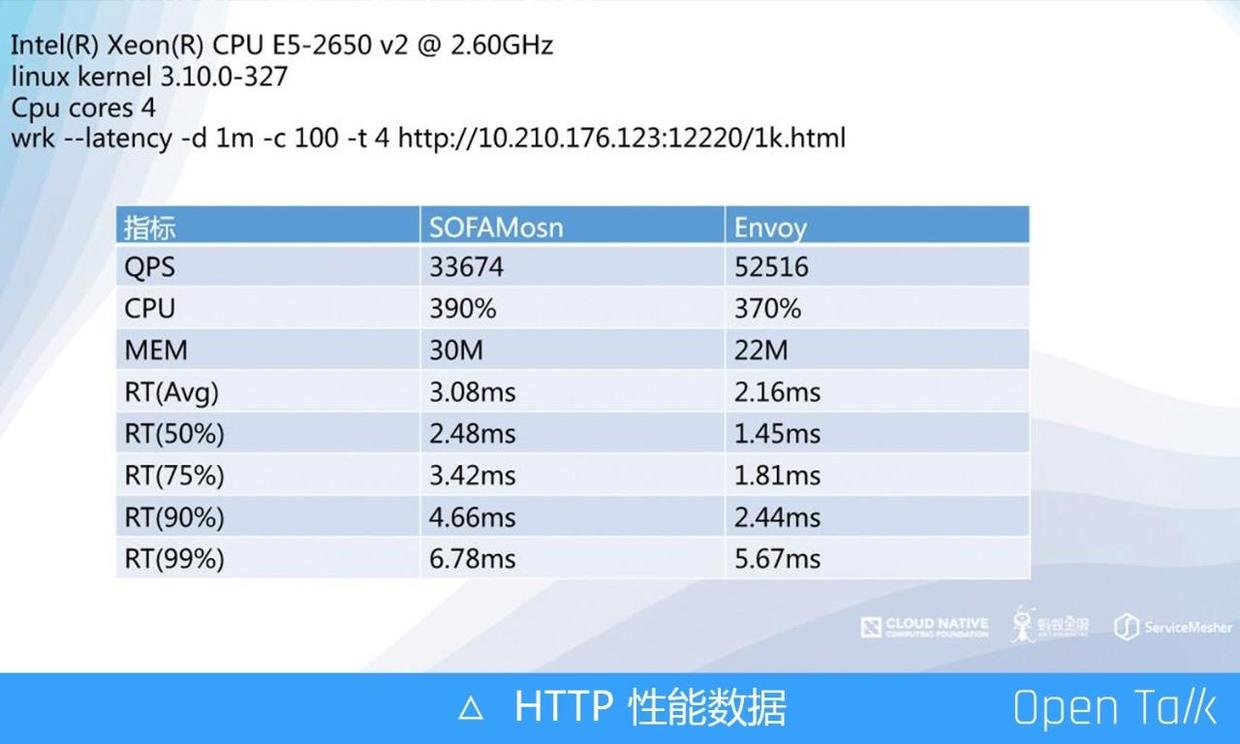 Intel(R) Xeon(R) CPU E5-2650 v2 @ 2.60GHz
linux kernel 3.10.0-327
Cpu cores 4
wrk --latency -d 1m -c 100 -t 4 http://10.210.176.123:12220/1k.html
指标 SOFAMosn Envoy
QPS 33674 52516
CPU 390% 370%
MEM 30M 22M
RT(Avg) 3.08ms 2.16ms
RT(50%) 2.48ms 1.45ms
RT(75%) 3.42ms 1.81ms
RT(90%) 4.66ms 2.44ms
RT(99%) 6.78ms 5.67ms
CLOUD NATIVE
COMPUTING FOUNDATION
蚂蚁金服
ServiceMesher
△ HTTP 性能数据
Open Talk